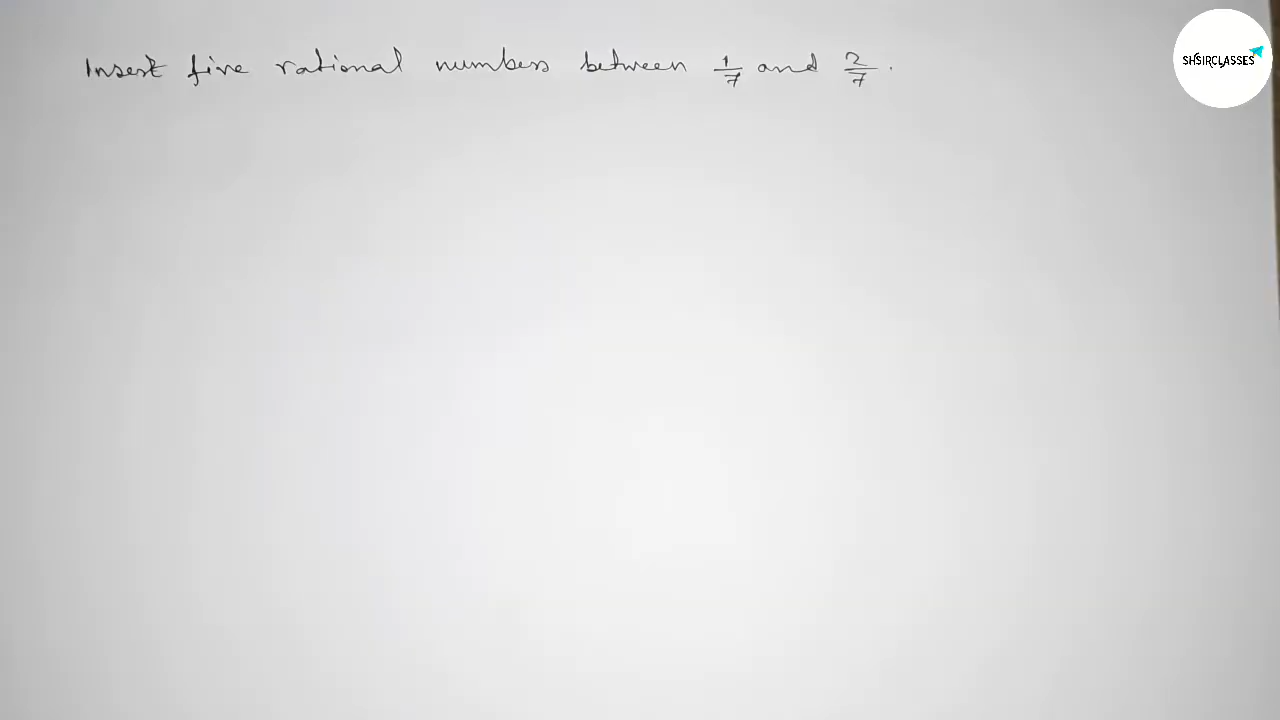 Insert five rational numbers between 1/7 and 2/7.
SHSIRCLASSES